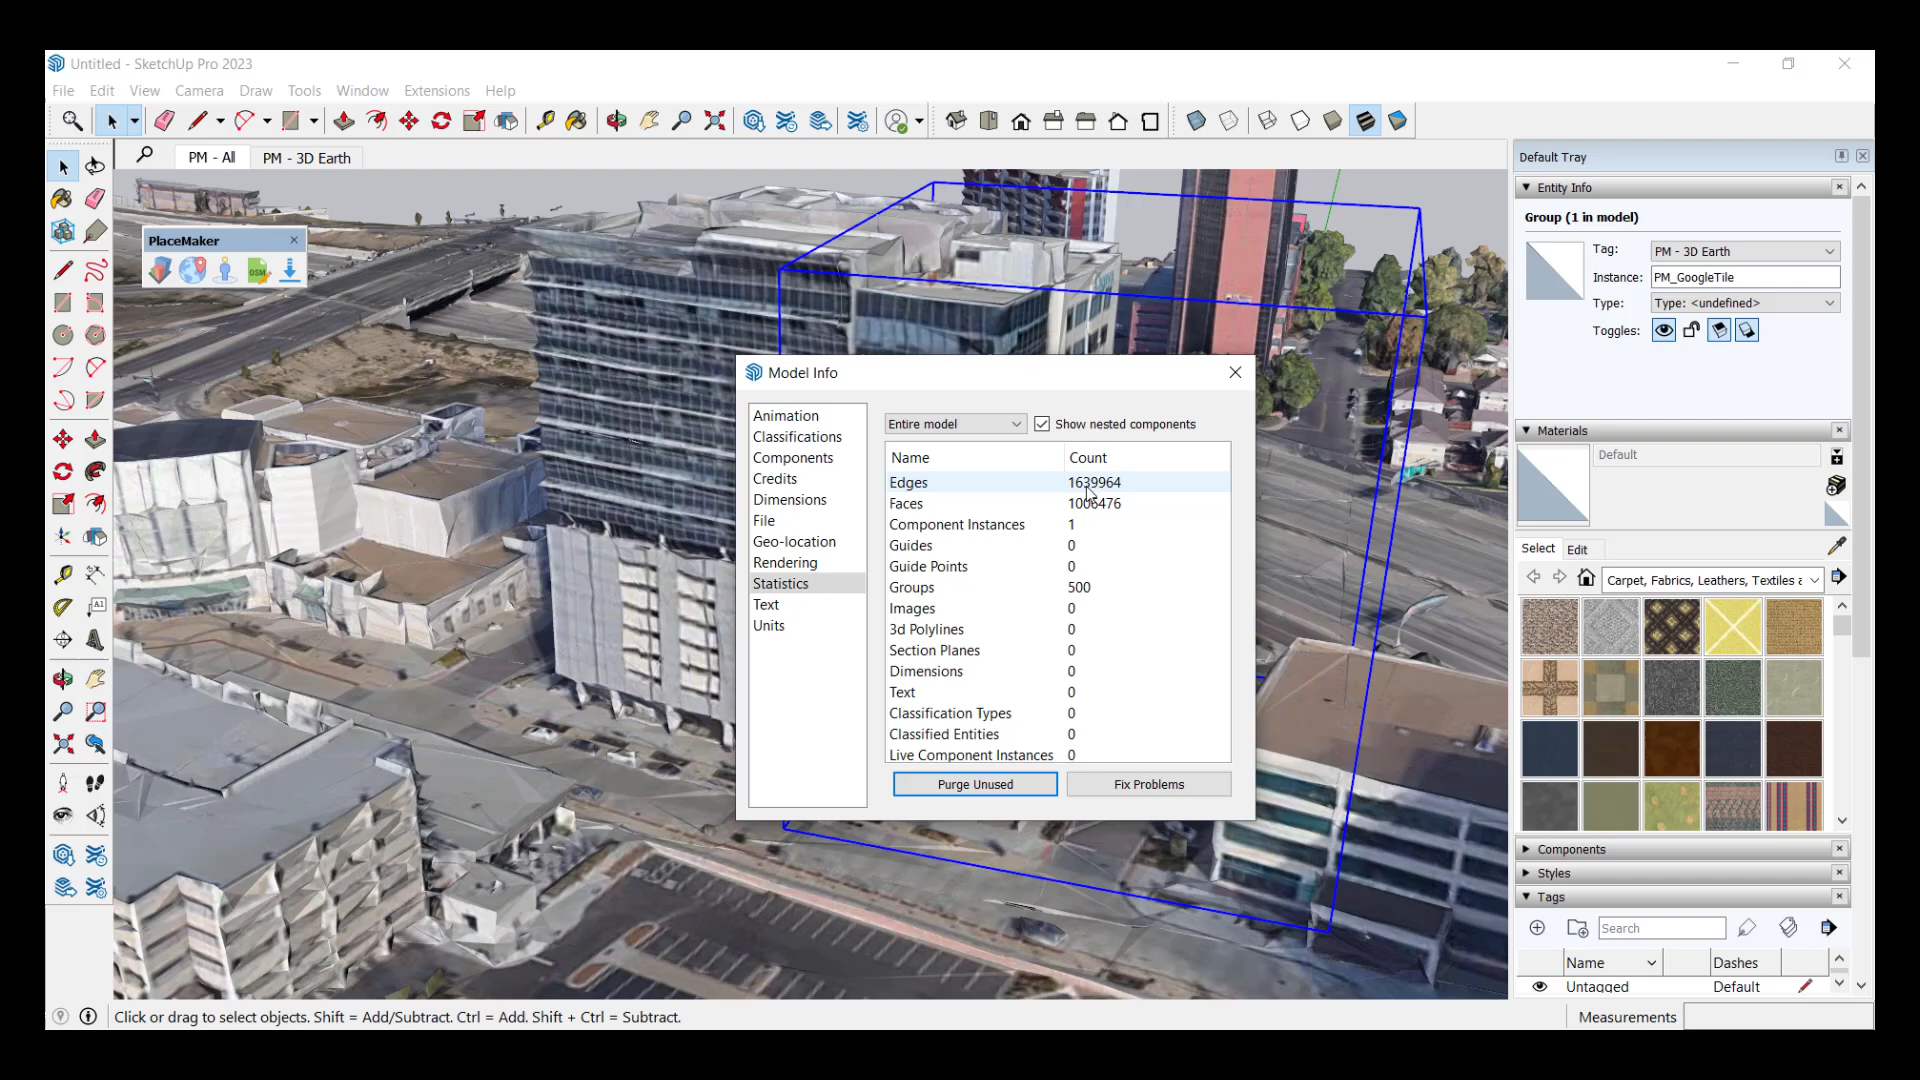 Untitled - SketchUp Pro 2023
File Edit View Camera Draw Tools Window Extensions Help
PM - All PM - 3D Earth
PlaceMaker
OSM
A1
Model Info
Animation
Classifications
Components
Credits
Dimensions
File
Geo-location
Rendering
Statistics
Text
Units
Entire model Show nested components
Name Count
Edges 1639964
Faces 1006476
Component Instances 1
Guides 0
Guide Points 0
Groups 500
Images 0
3d Polylines 0
Section Planes 0
Dimensions 0
Text 0
Classification Types 0
Classified Entities 0
Live Component Instances 0
Purge Unused Fix Problems
Default Tray
Entity Info
Group (1 in model)
Tag: PM - 3D Earth
Instance: PM_GoogleTile
Type: Type: <undefined>
Toggles:
Materials
Default
Select Edit
Carpet, Fabrics, Leathers, Textiles a
Components
Styles
Tags
Search
Name Dashes
Untagged Default
Click or drag to select objects. Shift = Add/Subtract. Ctrl = Add. Shift + Ctrl = Subtract.
Measurements